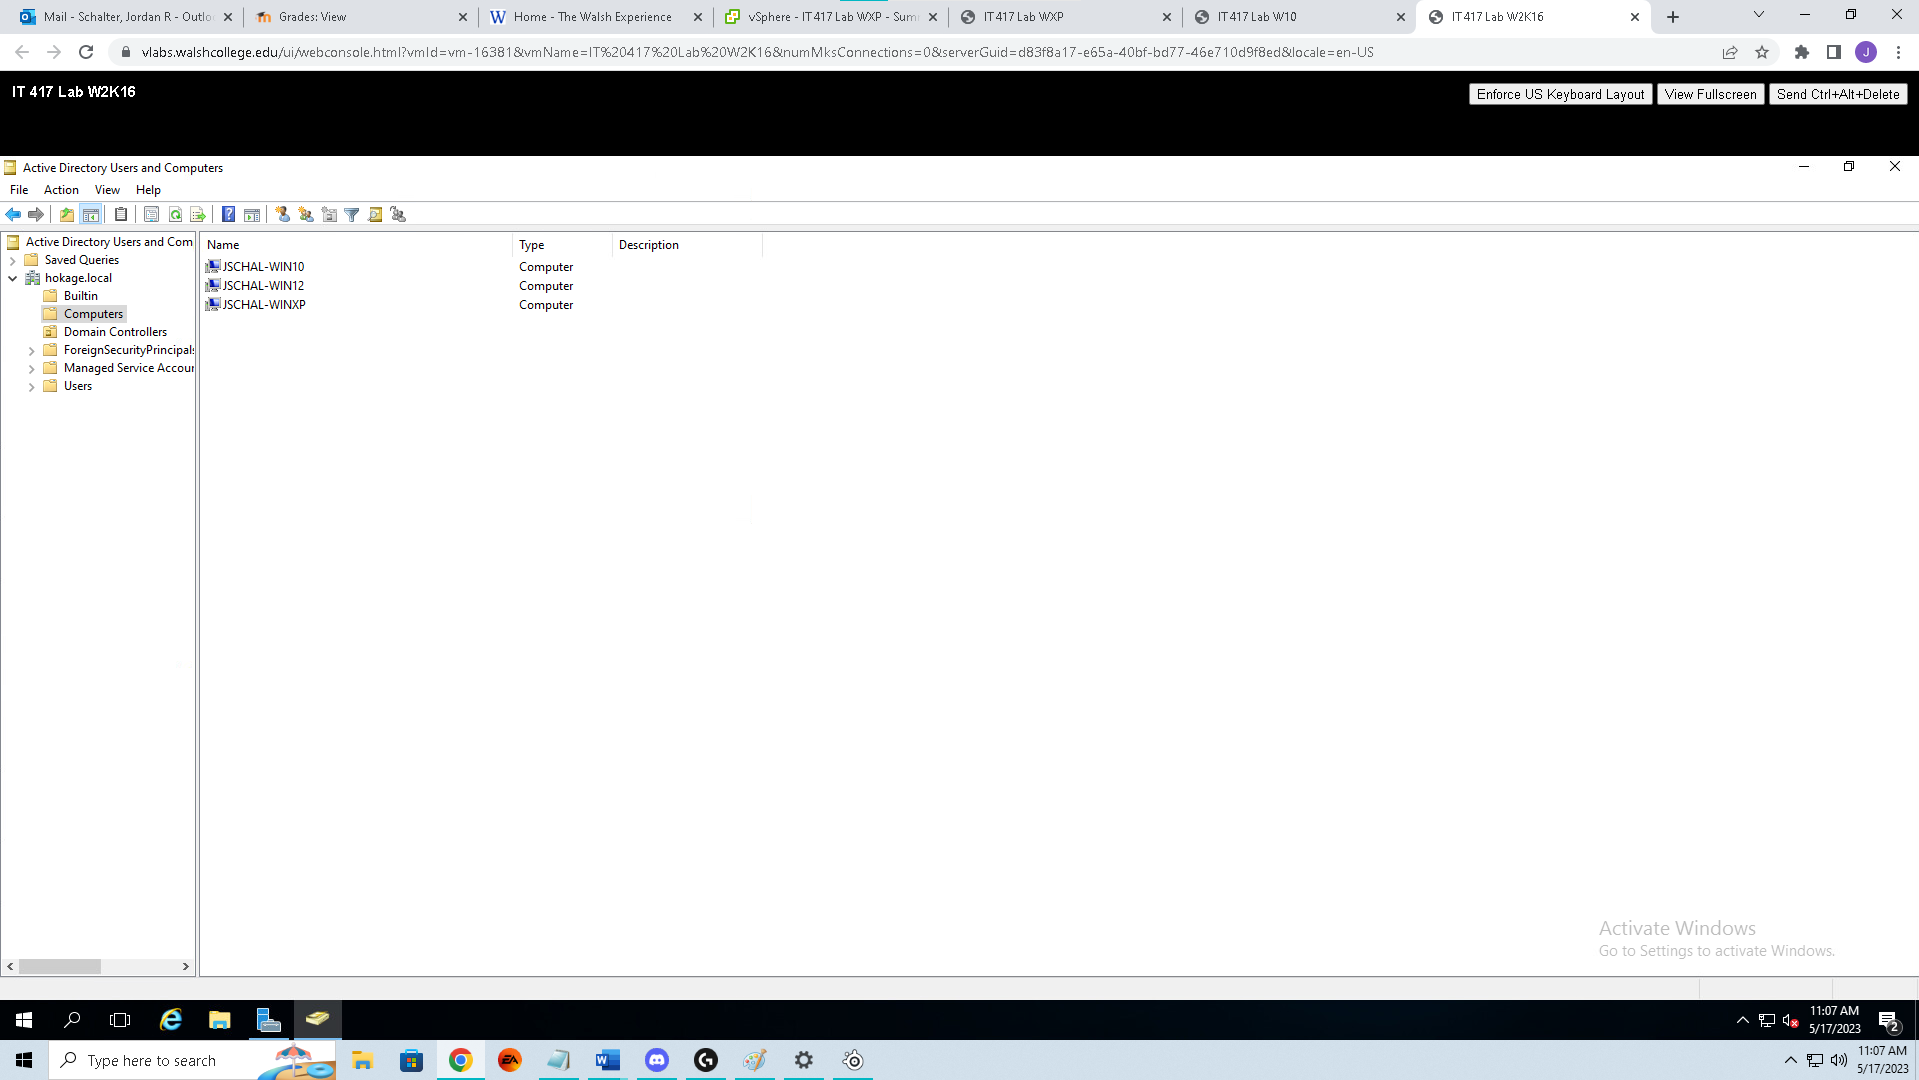 Mail - Schalter, Jordan R - Outlo
Grades: View
Home - The Walsh Experience
vSphere - IT417 Lab WXP - Sum
IT417 Lab WXP
IT417 Lab W10
IT417 Lab W2K16
vlabs.walshcollege.edu/ui/webconsole.html?vmId=vm-16381&vmName=IT%20417%20Lab%20W2K16&numMksConnections=0&serverGuid=d83f8a17-e65a-40bf-bd77-46e710d9f8ed&locale=en-US
J
IT 417 Lab W2K16
Enforce US Keyboard Layout
View Fullscreen
Send Ctrl+Alt+Delete
Active Directory Users and Computers
File Action View Help
Active Directory Users and Com
Saved Queries
hokage.local
Builtin
Computers
Domain Controllers
ForeignSecurityPrincipals
Managed Service Accour
Users
Name Type Description
JSCHAL-WIN10 Computer
JSCHAL-WIN12 Computer
JSCHAL-WINXP Computer
Activate Windows
Go to Settings to activate Windows.
11:07 AM
5/17/2023
2
Type here to search
11:07 AM
5/17/2023